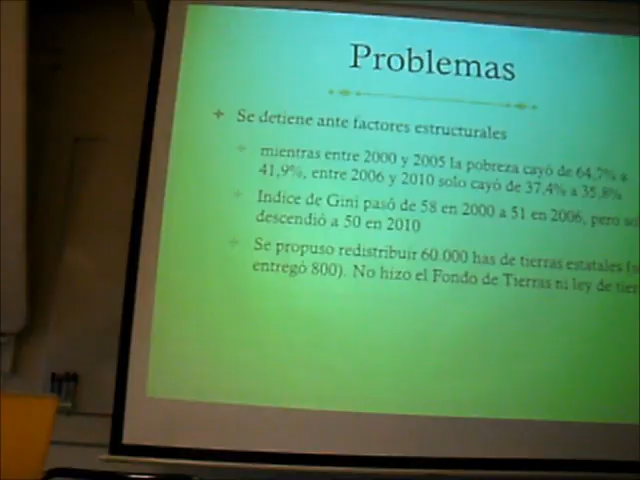 Problemas
Se detiene ante factores estructurales
mientras entre 2000 y 2005 la pobreza cayó de 64,7% a
41,9%, entre 2006 y 2010 solo cayó de 37,4% a 35,8%
Indice de Gini pasó de 58 en 2000 a 51 en 2006, pero
descendió a 50 en 2010
Se propuso redistribuir 60.000 has de tierras estatales
entregó 800). No hizo el Fondo de Tierras ni ley de